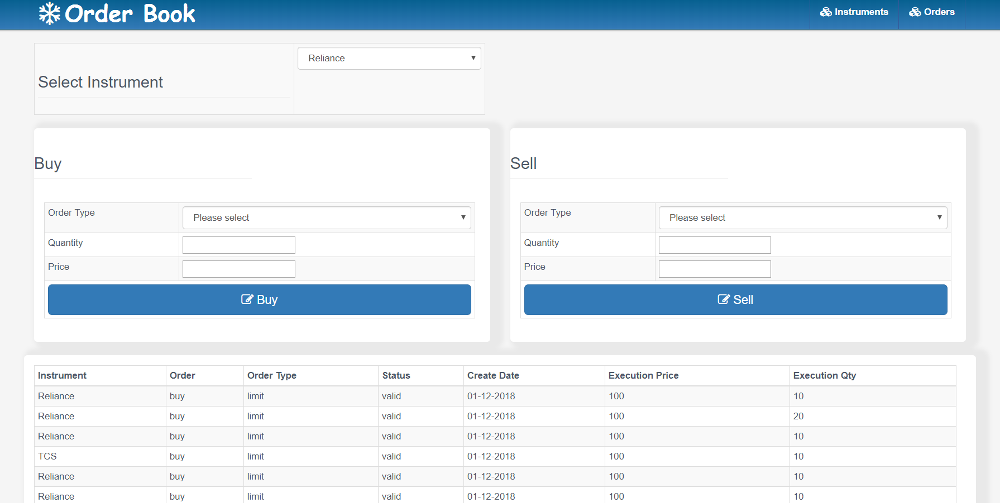 Order Book
Instruments
Orders
Select Instrument
Reliance
Buy
Order Type
Please select
Quantity
Price
Buy
Sell
Order Type
Please select
Quantity
Price
Sell
Instrument Order Order Type Status Create Date Execution Price Execution Qty
Reliance buy limit valid 01-12-2018 100 10
Reliance buy limit valid 01-12-2018 100 20
Reliance buy limit valid 01-12-2018 100 10
TCS buy limit valid 01-12-2018 100 10
Reliance buy limit valid 01-12-2018 100 10
Reliance buy limit valid 01-12-2018 100 10